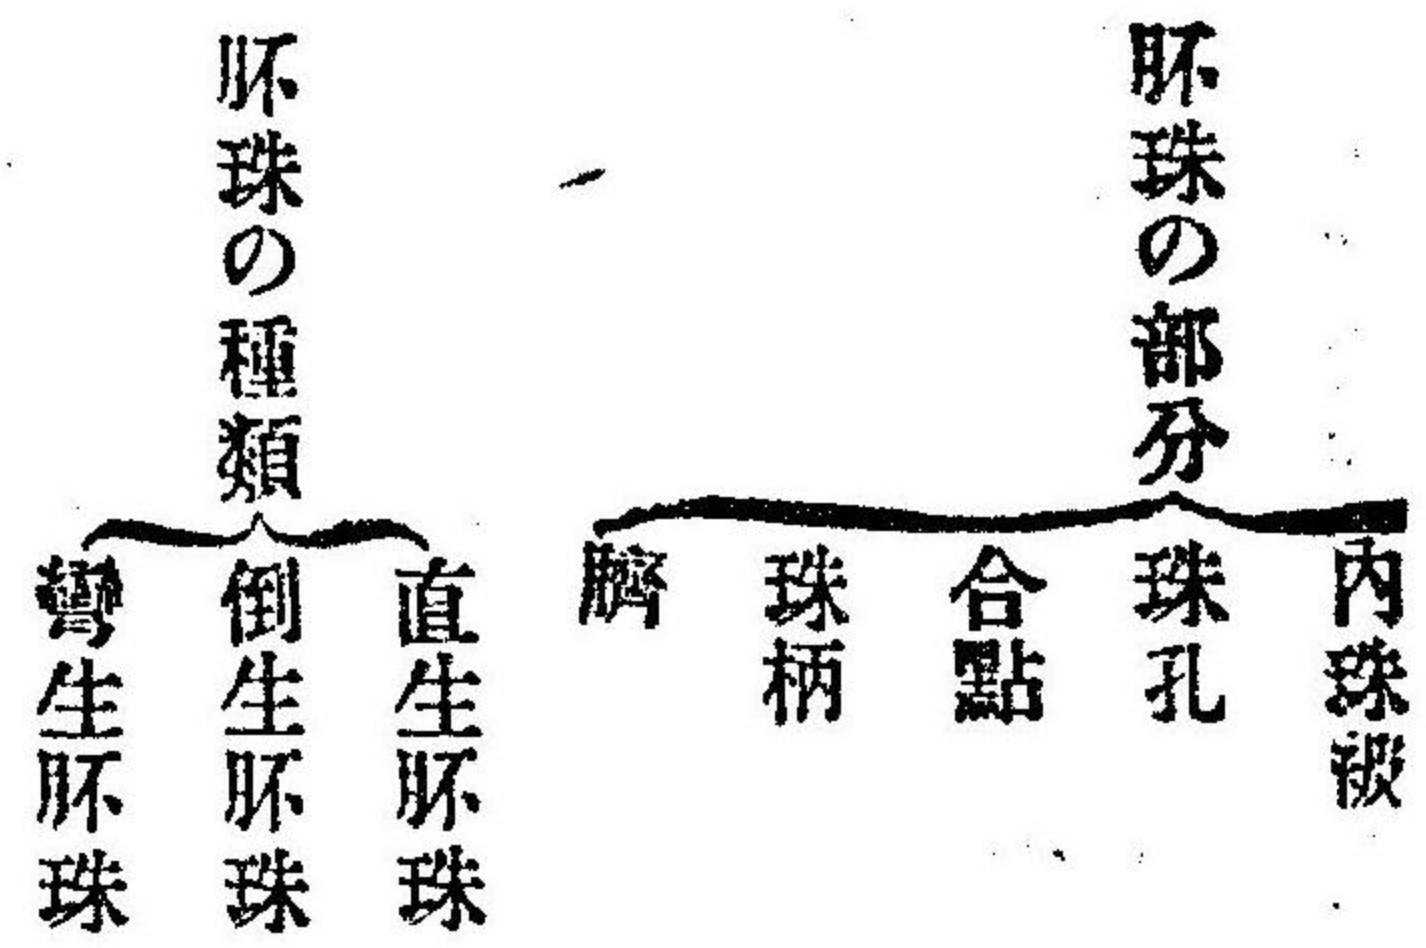 胚珠の部分
內珠被
珠孔
合點
珠柄
臍
胚珠の種類
直生胚珠
倒生胚珠
彎生胚珠